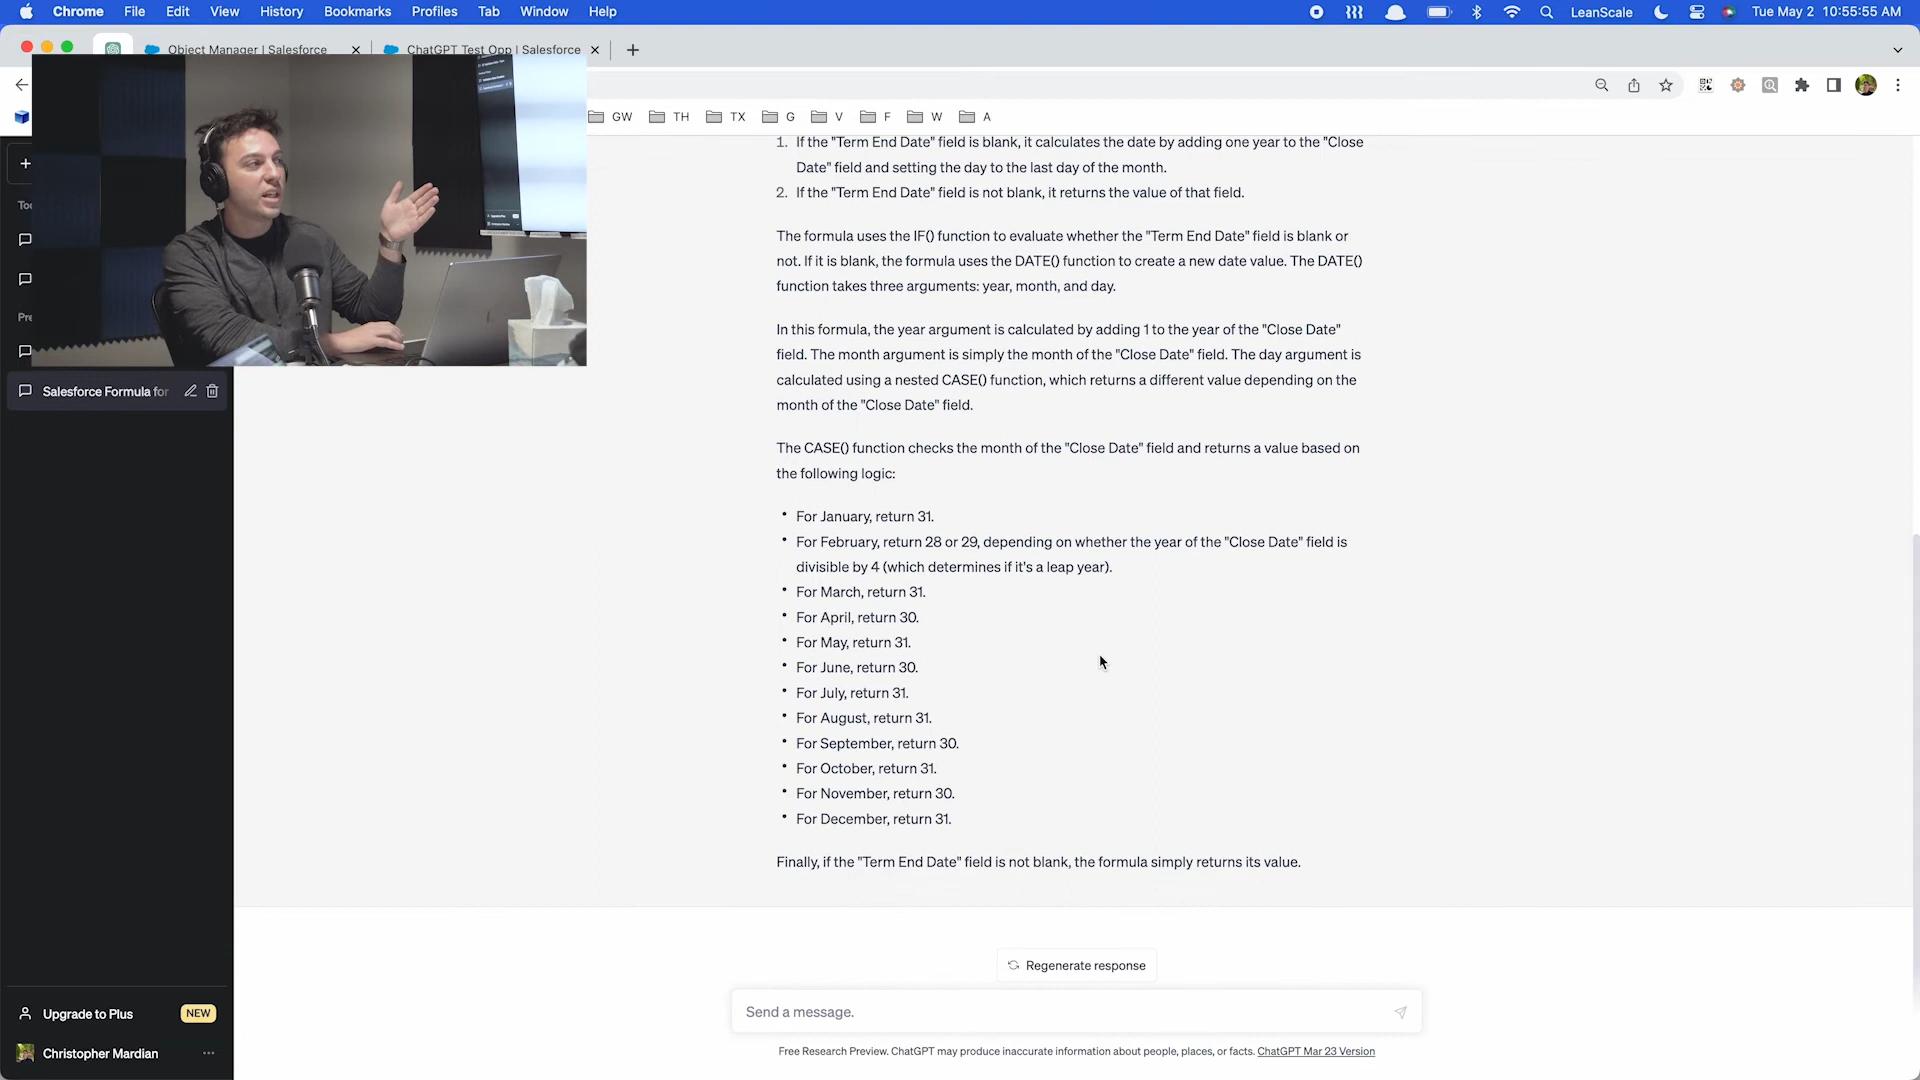 Chrome File Edit View History Bookmarks Profiles Tab Window Help LeanScale Tue May 2 10:55:55 AM
Object Manager | Salesforce ChatGPT Test Opp | Salesforce
GW TH TX G V F W A
1. If the "Term End Date" field is blank, it calculates the date by adding one year to the "Close
Date" field and setting the day to the last day of the month.
2. If the "Term End Date" field is not blank, it returns the value of that field.
The formula uses the IF() function to evaluate whether the "Term End Date" field is blank or
not. If it is blank, the formula uses the DATE() function to create a new date value. The DATE()
function takes three arguments: year, month, and day.
In this formula, the year argument is calculated by adding 1 to the year of the "Close Date"
field. The month argument is simply the month of the "Close Date" field. The day argument is
calculated using a nested CASE() function, which returns a different value depending on the
month of the "Close Date" field.
Salesforce Formula for
The CASE() function checks the month of the "Close Date" field and returns a value based on
the following logic:
• For January, return 31.
• For February, return 28 or 29, depending on whether the year of the "Close Date" field is
divisible by 4 (which determines if it's a leap year).
• For March, return 31.
• For April, return 30.
• For May, return 31.
• For June, return 30.
• For July, return 31.
• For August, return 31.
• For September, return 30.
• For October, return 31.
• For November, return 30.
• For December, return 31.
Finally, if the "Term End Date" field is not blank, the formula simply returns its value.
Regenerate response
Send a message.
Free Research Preview. ChatGPT may produce inaccurate information about people, places, or facts. ChatGPT Mar 23 Version
Upgrade to Plus NEW
Christopher Mardian